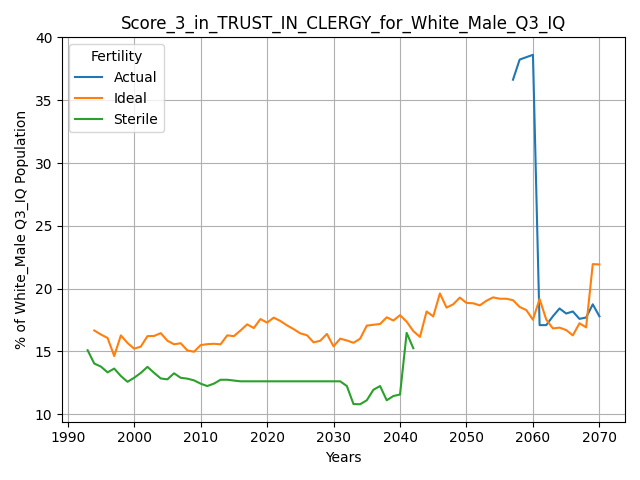 Score_3_in_TRUST_IN_CLERGY_for_White_Male_Q3_IQ
% of White_Male Q3_IQ Population
40
35
30
25
20
15
10
Fertility
Actual
Ideal
Sterile
1990 2000 2010 2020 2030 2040 2050 2060 2070
Years